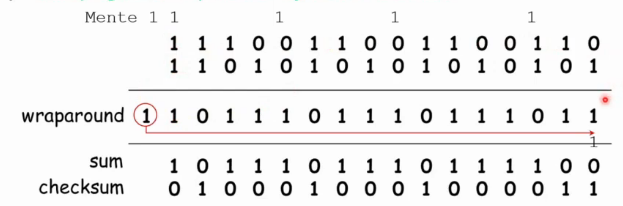 Mente 1 1 1 1 1
1 1 1 0 0 1 1 0 0 1 1 0 0 1 1 0
1 1 0 1 0 1 0 1 0 1 0 1 0 1 0 1
wraparound 1 1 0 1 1 1 0 1 1 1 0 1 1 1 0 1 1
1
sum 1 0 1 1 1 0 1 1 1 0 1 1 1 1 0 0
checksum 0 1 0 0 0 1 0 0 0 1 0 0 0 0 1 1